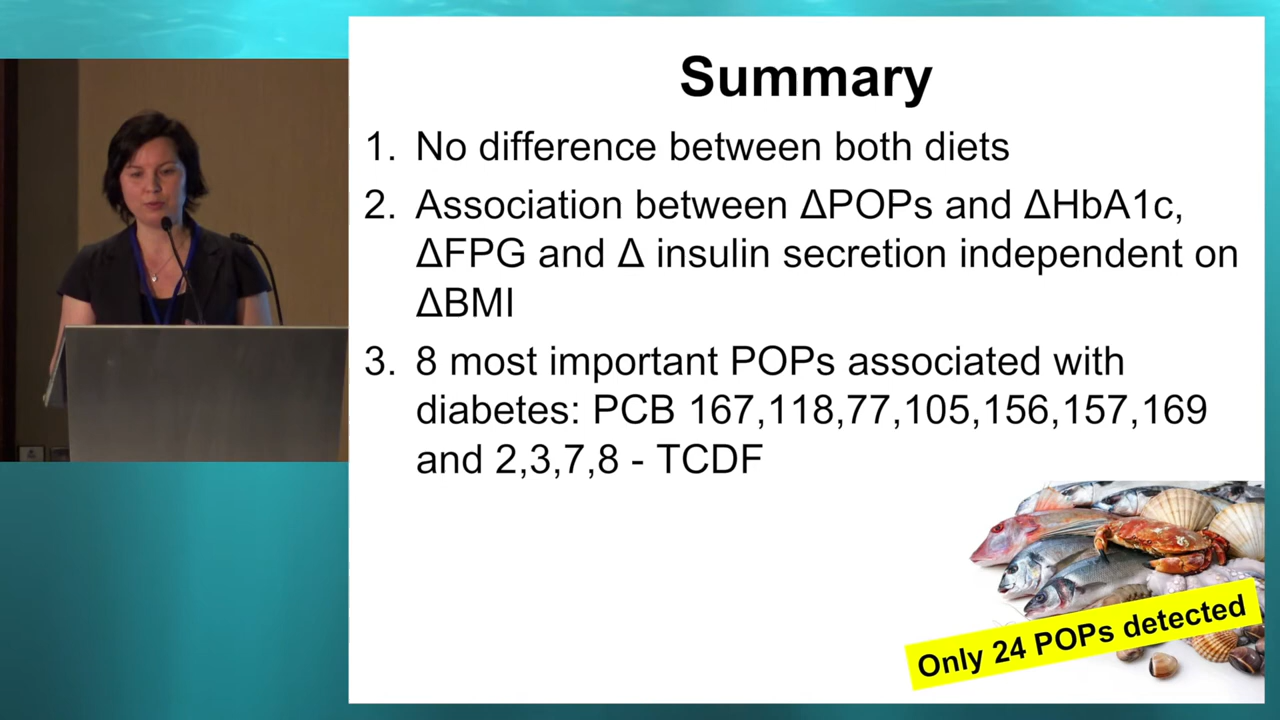 Summary
1. No difference between both diets
2. Association between ΔPOPs and ΔHbA1c,
ΔFPG and Δ insulin secretion independent on
ΔBMI
3. 8 most important POPs associated with
diabetes: PCB 167,118,77,105,156,157,169
and 2,3,7,8 - TCDF
Only 24 POPs detected